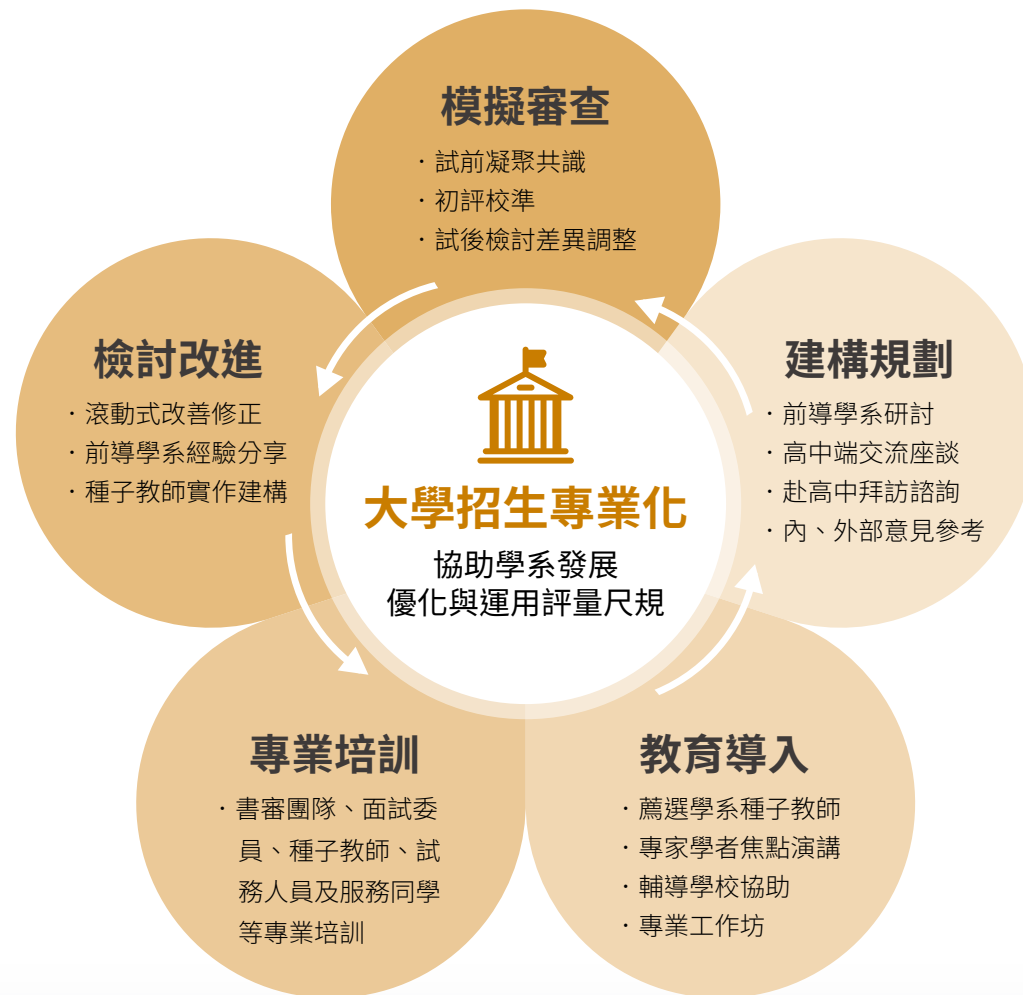 模擬審查
・試前凝聚共識
・初評校準
・試後檢討差異調整
檢討改進
・滾動式改善修正
・前導學系經驗分享
・種子教師實作建構
建構規劃
・前導學系研討
・高中端交流座談
・赴高中拜訪諮詢
・內、外部意見參考
大學招生專業化
協助學系發展
優化與運用評量尺規
專業培訓
・書審團隊、面試委
員、種子教師、試
務人員及服務同學
等專業培訓
教育導入
・薦選學系種子教師
・專家學者焦點演講
・輔導學校協助
・專業工作坊